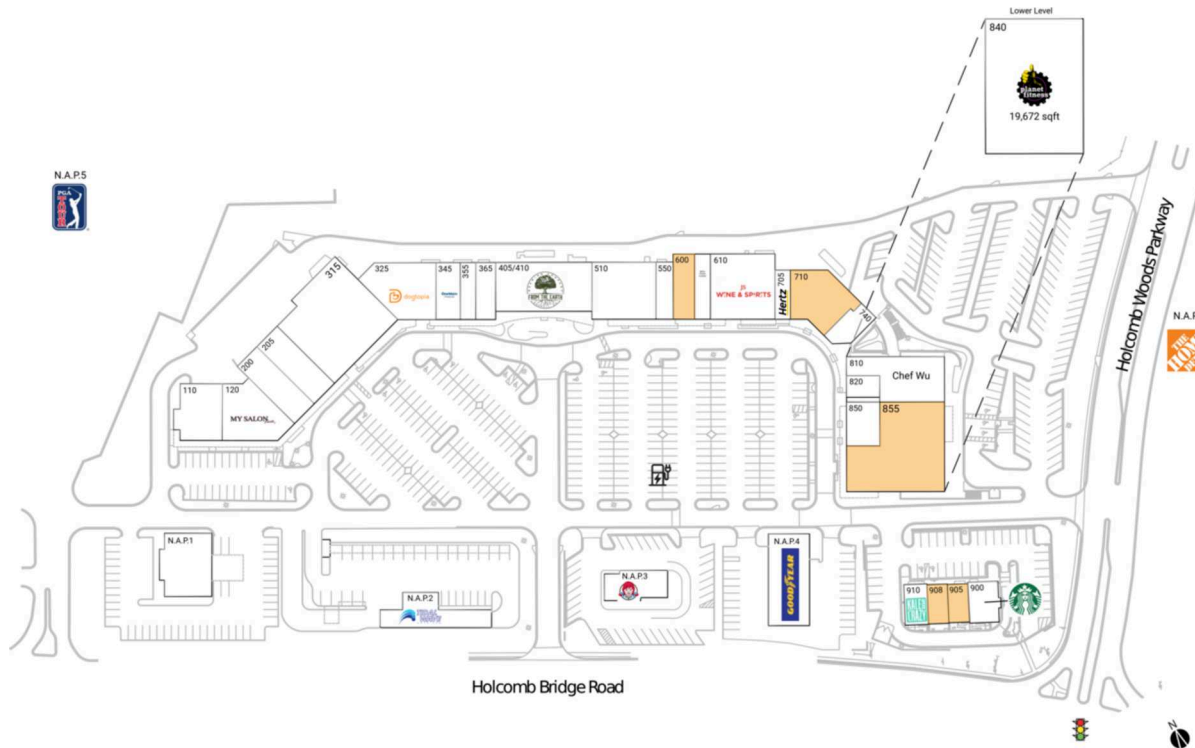 Lower Level
840
planet
fitness
19,672 sqft
N.A.P.5
PGA
TOUR
Holcomb Woods Parkway
315
325
Dogtopia
345
355
365
405/410
FROM THE EARTH
510
550
600
610
WINE & SPIRITS
705
Hertz
710
740
N.A.P
THE
HOME
200
205
110
120
MY SALON
810
Chef Wu
820
850
855
N.A.P.1
N.A.P.2
N.A.P.3
N.A.P.4
GOODYEAR
910
908
905
900
Holcomb Bridge Road
N